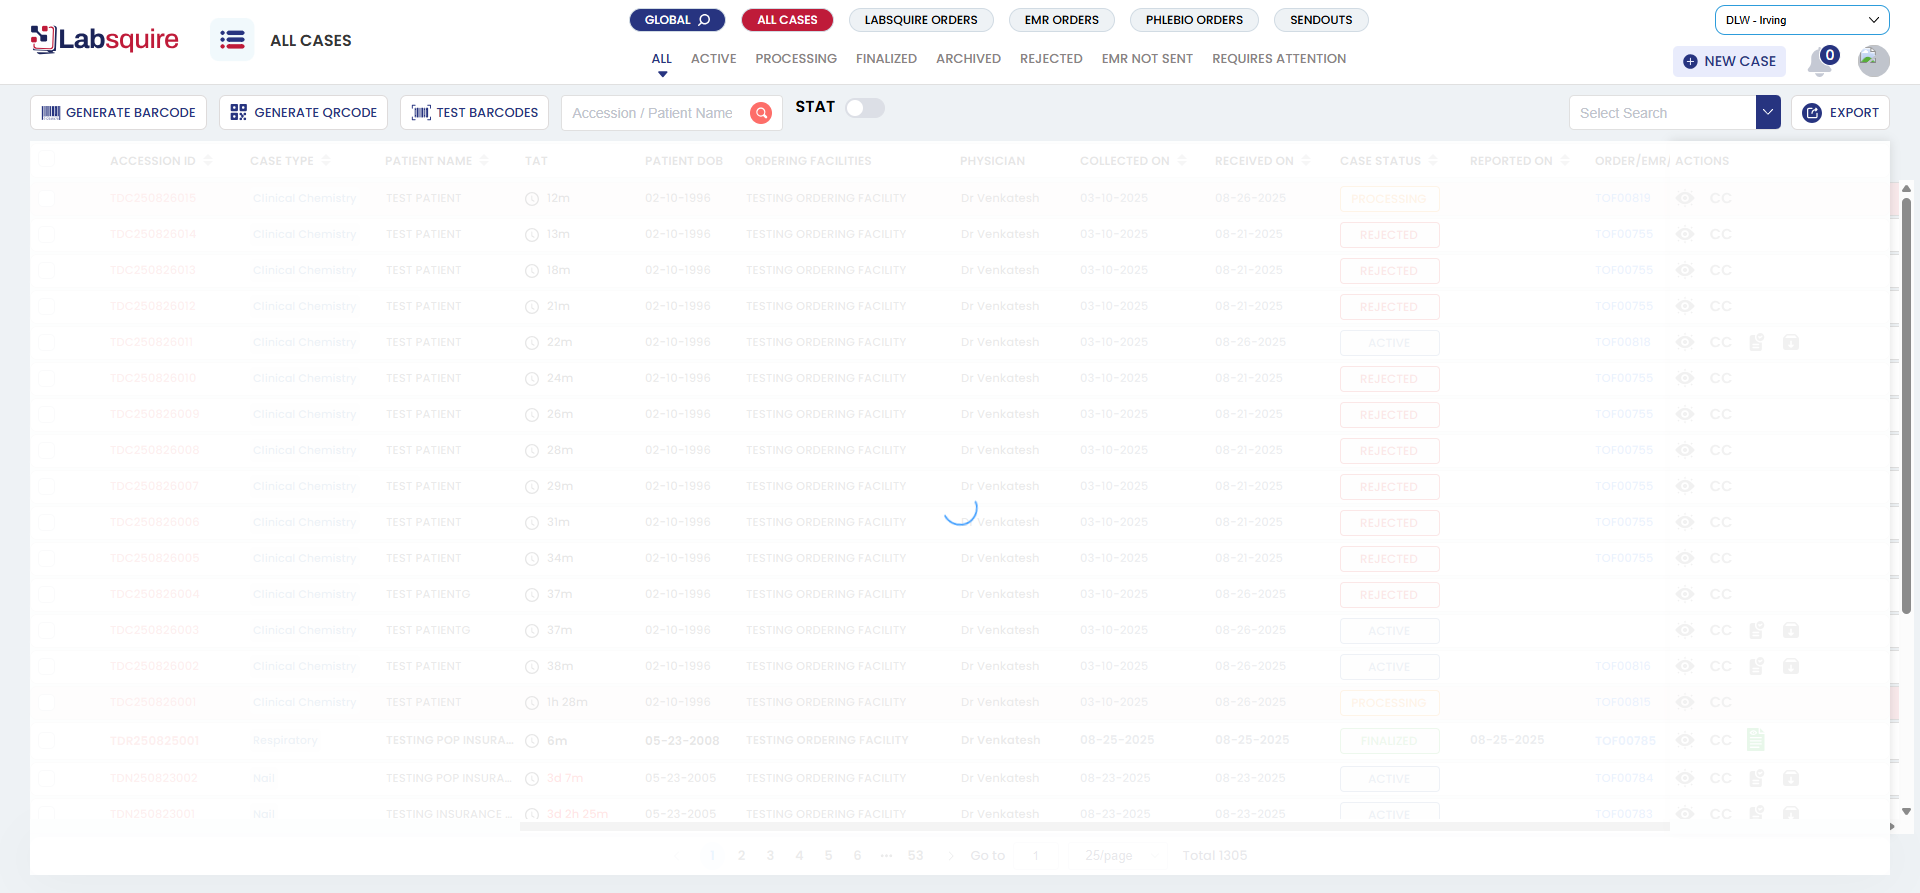 GLOBAL ALL CASES LABSQUIRE ORDERS EMR ORDERS PHLEBIO ORDERS SENDOUTS DLW - Irving
Labsquire ALL CASES
ALL ACTIVE PROCESSING FINALIZED ARCHIVED REJECTED EMR NOT SENT REQUIRES ATTENTION NEW CASE 0
GENERATE BARCODE GENERATE QRCODE TEST BARCODES Accession / Patient Name STAT Select Search EXPORT
ACCESSION ID CASE TYPE PATIENT NAME TAT PATIENT DOB ORDERING FACILITIES PHYSICIAN COLLECTED ON RECEIVED ON CASE STATUS REPORTED ON ORDER/EMR/ ACTIONS
TDC250826015 Clinical Chemistry TEST PATIENT 12m 02-10-1996 TESTING ORDERING FACILITY Dr Venkatesh 03-10-2025 08-26-2025 PROCESSING TOF00819 CC
TDC250826014 Clinical Chemistry TEST PATIENT 13m 02-10-1996 TESTING ORDERING FACILITY Dr Venkatesh 03-10-2025 08-21-2025 REJECTED TOF00755 CC
TDC250826013 Clinical Chemistry TEST PATIENT 18m 02-10-1996 TESTING ORDERING FACILITY Dr Venkatesh 03-10-2025 08-21-2025 REJECTED TOF00755 CC
TDC250826012 Clinical Chemistry TEST PATIENT 21m 02-10-1996 TESTING ORDERING FACILITY Dr Venkatesh 03-10-2025 08-21-2025 REJECTED TOF00755 CC
TDC250826011 Clinical Chemistry TEST PATIENT 22m 02-10-1996 TESTING ORDERING FACILITY Dr Venkatesh 03-10-2025 08-26-2025 ACTIVE TOF00818 CC
TDC250826010 Clinical Chemistry TEST PATIENT 24m 02-10-1996 TESTING ORDERING FACILITY Dr Venkatesh 03-10-2025 08-21-2025 REJECTED TOF00755 CC
TDC250826009 Clinical Chemistry TEST PATIENT 26m 02-10-1996 TESTING ORDERING FACILITY Dr Venkatesh 03-10-2025 08-21-2025 REJECTED TOF00755 CC
TDC250826008 Clinical Chemistry TEST PATIENT 28m 02-10-1996 TESTING ORDERING FACILITY Dr Venkatesh 03-10-2025 08-21-2025 REJECTED TOF00755 CC
TDC250826007 Clinical Chemistry TEST PATIENT 29m 02-10-1996 TESTING ORDERING FACILITY Dr Venkatesh 03-10-2025 08-21-2025 REJECTED TOF00755 CC
TDC250826006 Clinical Chemistry TEST PATIENT 31m 02-10-1996 TESTING ORDERING FACILITY Dr Venkatesh 03-10-2025 08-21-2025 REJECTED TOF00755 CC
TDC250826005 Clinical Chemistry TEST PATIENT 34m 02-10-1996 TESTING ORDERING FACILITY Dr Venkatesh 03-10-2025 08-21-2025 REJECTED TOF00755 CC
TDC250826004 Clinical Chemistry TEST PATIENTG 37m 02-10-1996 TESTING ORDERING FACILITY Dr Venkatesh 03-10-2025 08-26-2025 REJECTED CC
TDC250826003 Clinical Chemistry TEST PATIENTG 37m 02-10-1996 TESTING ORDERING FACILITY Dr Venkatesh 03-10-2025 08-26-2025 ACTIVE CC
TDC250826002 Clinical Chemistry TEST PATIENT 38m 02-10-1996 TESTING ORDERING FACILITY Dr Venkatesh 03-10-2025 08-26-2025 ACTIVE TOF00816 CC
TDC250826001 Clinical Chemistry TEST PATIENT 1h 28m 02-10-1996 TESTING ORDERING FACILITY Dr Venkatesh 03-10-2025 08-26-2025 PROCESSING TOF00815 CC
TDR250825001 Respiratory TESTING POP INSURA... 6m 05-23-2008 TESTING ORDERING FACILITY Dr Venkatesh 08-25-2025 08-25-2025 FINALIZED 08-25-2025 TOF00785 CC
TDN250823002 Nail TESTING POP INSURA... 3d 7m 05-23-2005 TESTING ORDERING FACILITY Dr Venkatesh 08-23-2025 08-23-2025 ACTIVE TOF00784 CC
TDN250823001 Nail TESTING INSURANCE ... 3d 2h 25m 05-23-2005 TESTING ORDERING FACILITY Dr Venkatesh 08-23-2025 08-23-2025 ACTIVE TOF00783 CC
1 2 3 4 5 6 ... 53 Go to 1 25/page Total 1305